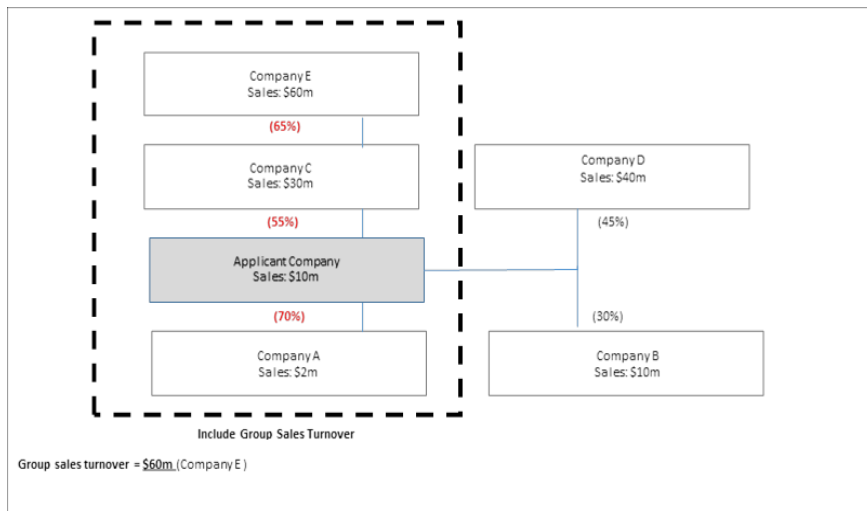 Company E
Sales: $60m
(65%)
Company C
Sales: $30m
(55%)
Applicant Company
Sales: $10m
(70%)
Company A
Sales: $2m
Company D
Sales: $40m
(45%)
(30%)
Company B
Sales: $10m
Include Group Sales Turnover
Group sales turnover = $60m (Company E )